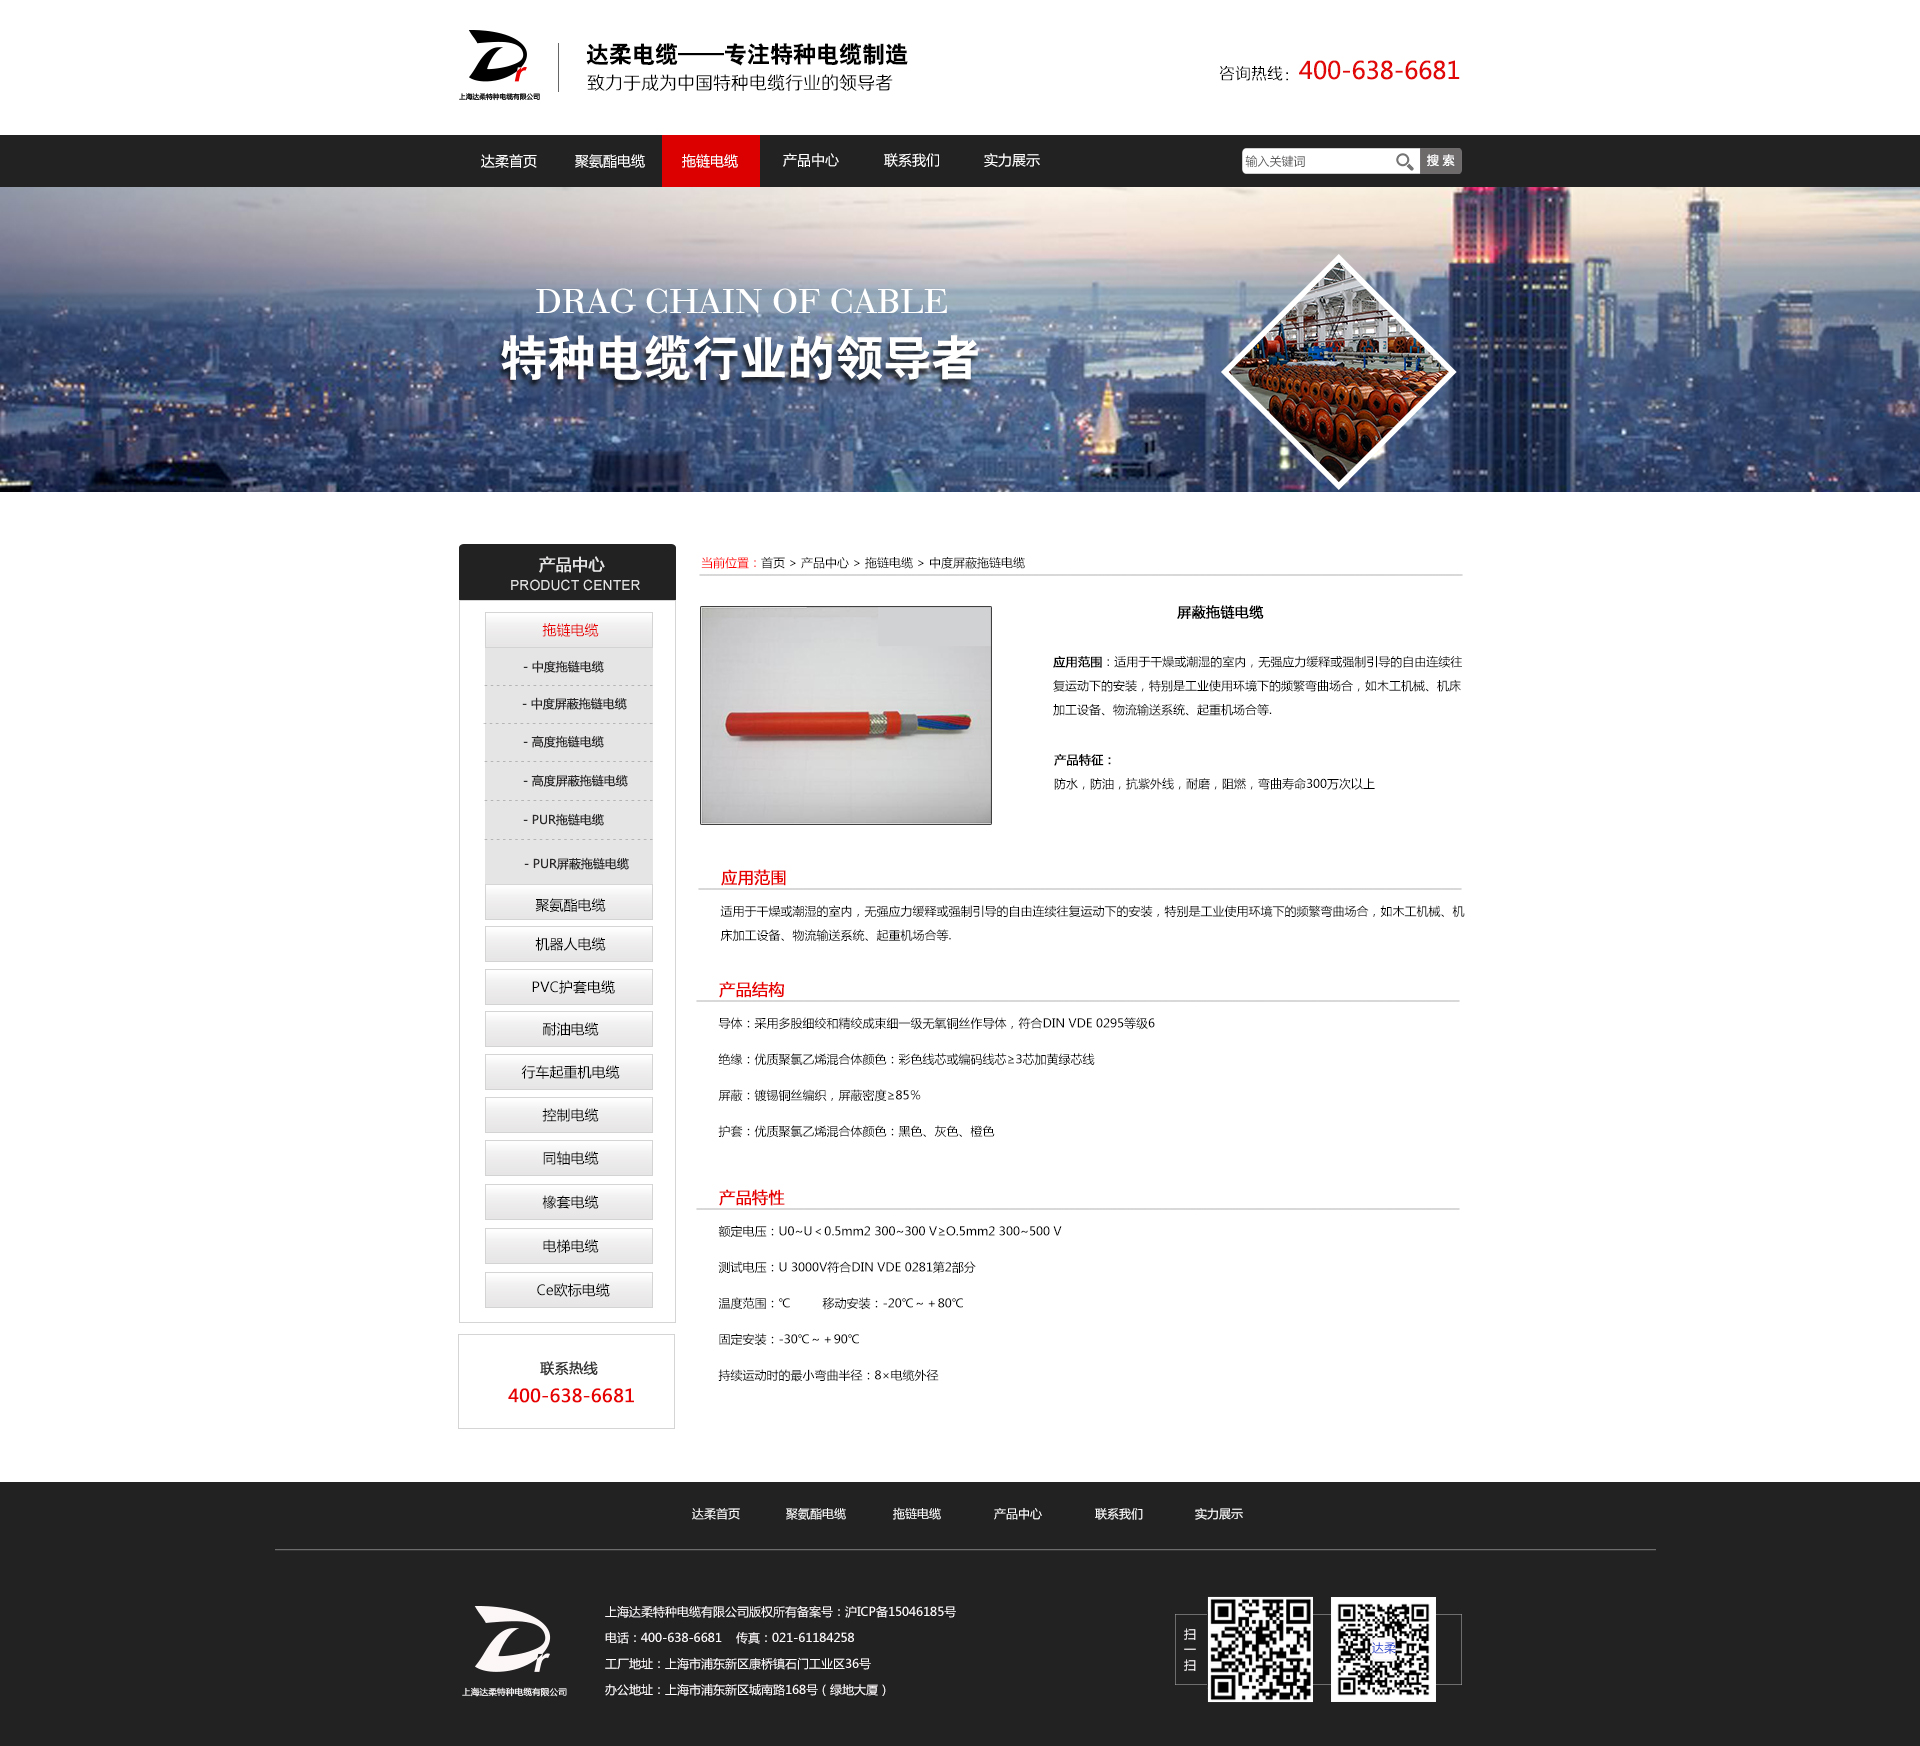 Dr
上海达柔特种电缆有限公司
达柔电缆——专注特种电缆制造
致力于成为中国特种电缆行业的领导者
咨询热线：400-638-6681
达柔首页 聚氨酯电缆 拖链电缆 产品中心 联系我们 实力展示
输入关键词 搜 索
DRAG CHAIN OF CABLE
特种电缆行业的领导者
产品中心
PRODUCT CENTER
拖链电缆
- 中度拖链电缆
- 中度屏蔽拖链电缆
- 高度拖链电缆
- 高度屏蔽拖链电缆
- PUR拖链电缆
- PUR屏蔽拖链电缆
聚氨酯电缆
机器人电缆
PVC护套电缆
耐油电缆
行车起重机电缆
控制电缆
同轴电缆
橡套电缆
电梯电缆
Ce欧标电缆
联系热线
400-638-6681
当前位置：首页 > 产品中心 > 拖链电缆 > 中度屏蔽拖链电缆
屏蔽拖链电缆
应用范围：适用于干燥或潮湿的室内，无强应力缓释或强制引导的自由连续往
复运动下的安装，特别是工业使用环境下的频繁弯曲场合，如木工机械、机床
加工设备、物流输送系统、起重机场合等.
产品特征：
防水，防油，抗紫外线，耐磨，阻燃，弯曲寿命300万次以上
应用范围
适用于干燥或潮湿的室内，无强应力缓释或强制引导的自由连续往复运动下的安装，特别是工业使用环境下的频繁弯曲场合，如木工机械、机
床加工设备、物流输送系统、起重机场合等.
产品结构
导体：采用多股细绞和精绞成束细一级无氧铜丝作导体，符合DIN VDE 0295等级6
绝缘：优质聚氯乙烯混合体颜色：彩色线芯或编码线芯≥3芯加黄绿芯线
屏蔽：镀锡铜丝编织，屏蔽密度≥85%
护套：优质聚氯乙烯混合体颜色：黑色、灰色、橙色
产品特性
额定电压：U0~U＜0.5mm2 300~300 V≥O.5mm2 300~500 V
测试电压：U 3000V符合DIN VDE 0281第2部分
温度范围：℃ 移动安装：-20℃～＋80℃
固定安装：-30℃～＋90℃
持续运动时的最小弯曲半径：8×电缆外径
达柔首页 聚氨酯电缆 拖链电缆 产品中心 联系我们 实力展示
Dr
上海达柔特种电缆有限公司
上海达柔特种电缆有限公司版权所有备案号：沪ICP备15046185号
电话：400-638-6681 传真：021-61184258
工厂地址：上海市浦东新区康桥镇石门工业区36号
办公地址：上海市浦东新区城南路168号（绿地大厦）
扫一扫
达柔